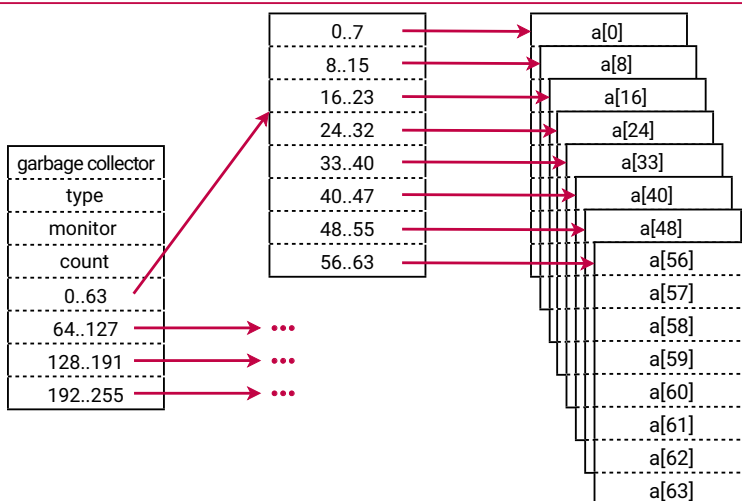 garbage collector
type
monitor
count
0..63
64..127
128..191
192..255
•••
•••
•••
0..7
8..15
16..23
24..32
33..40
40..47
48..55
56..63
a[0]
a[8]
a[16]
a[24]
a[33]
a[40]
a[48]
a[56]
a[57]
a[58]
a[59]
a[60]
a[61]
a[62]
a[63]